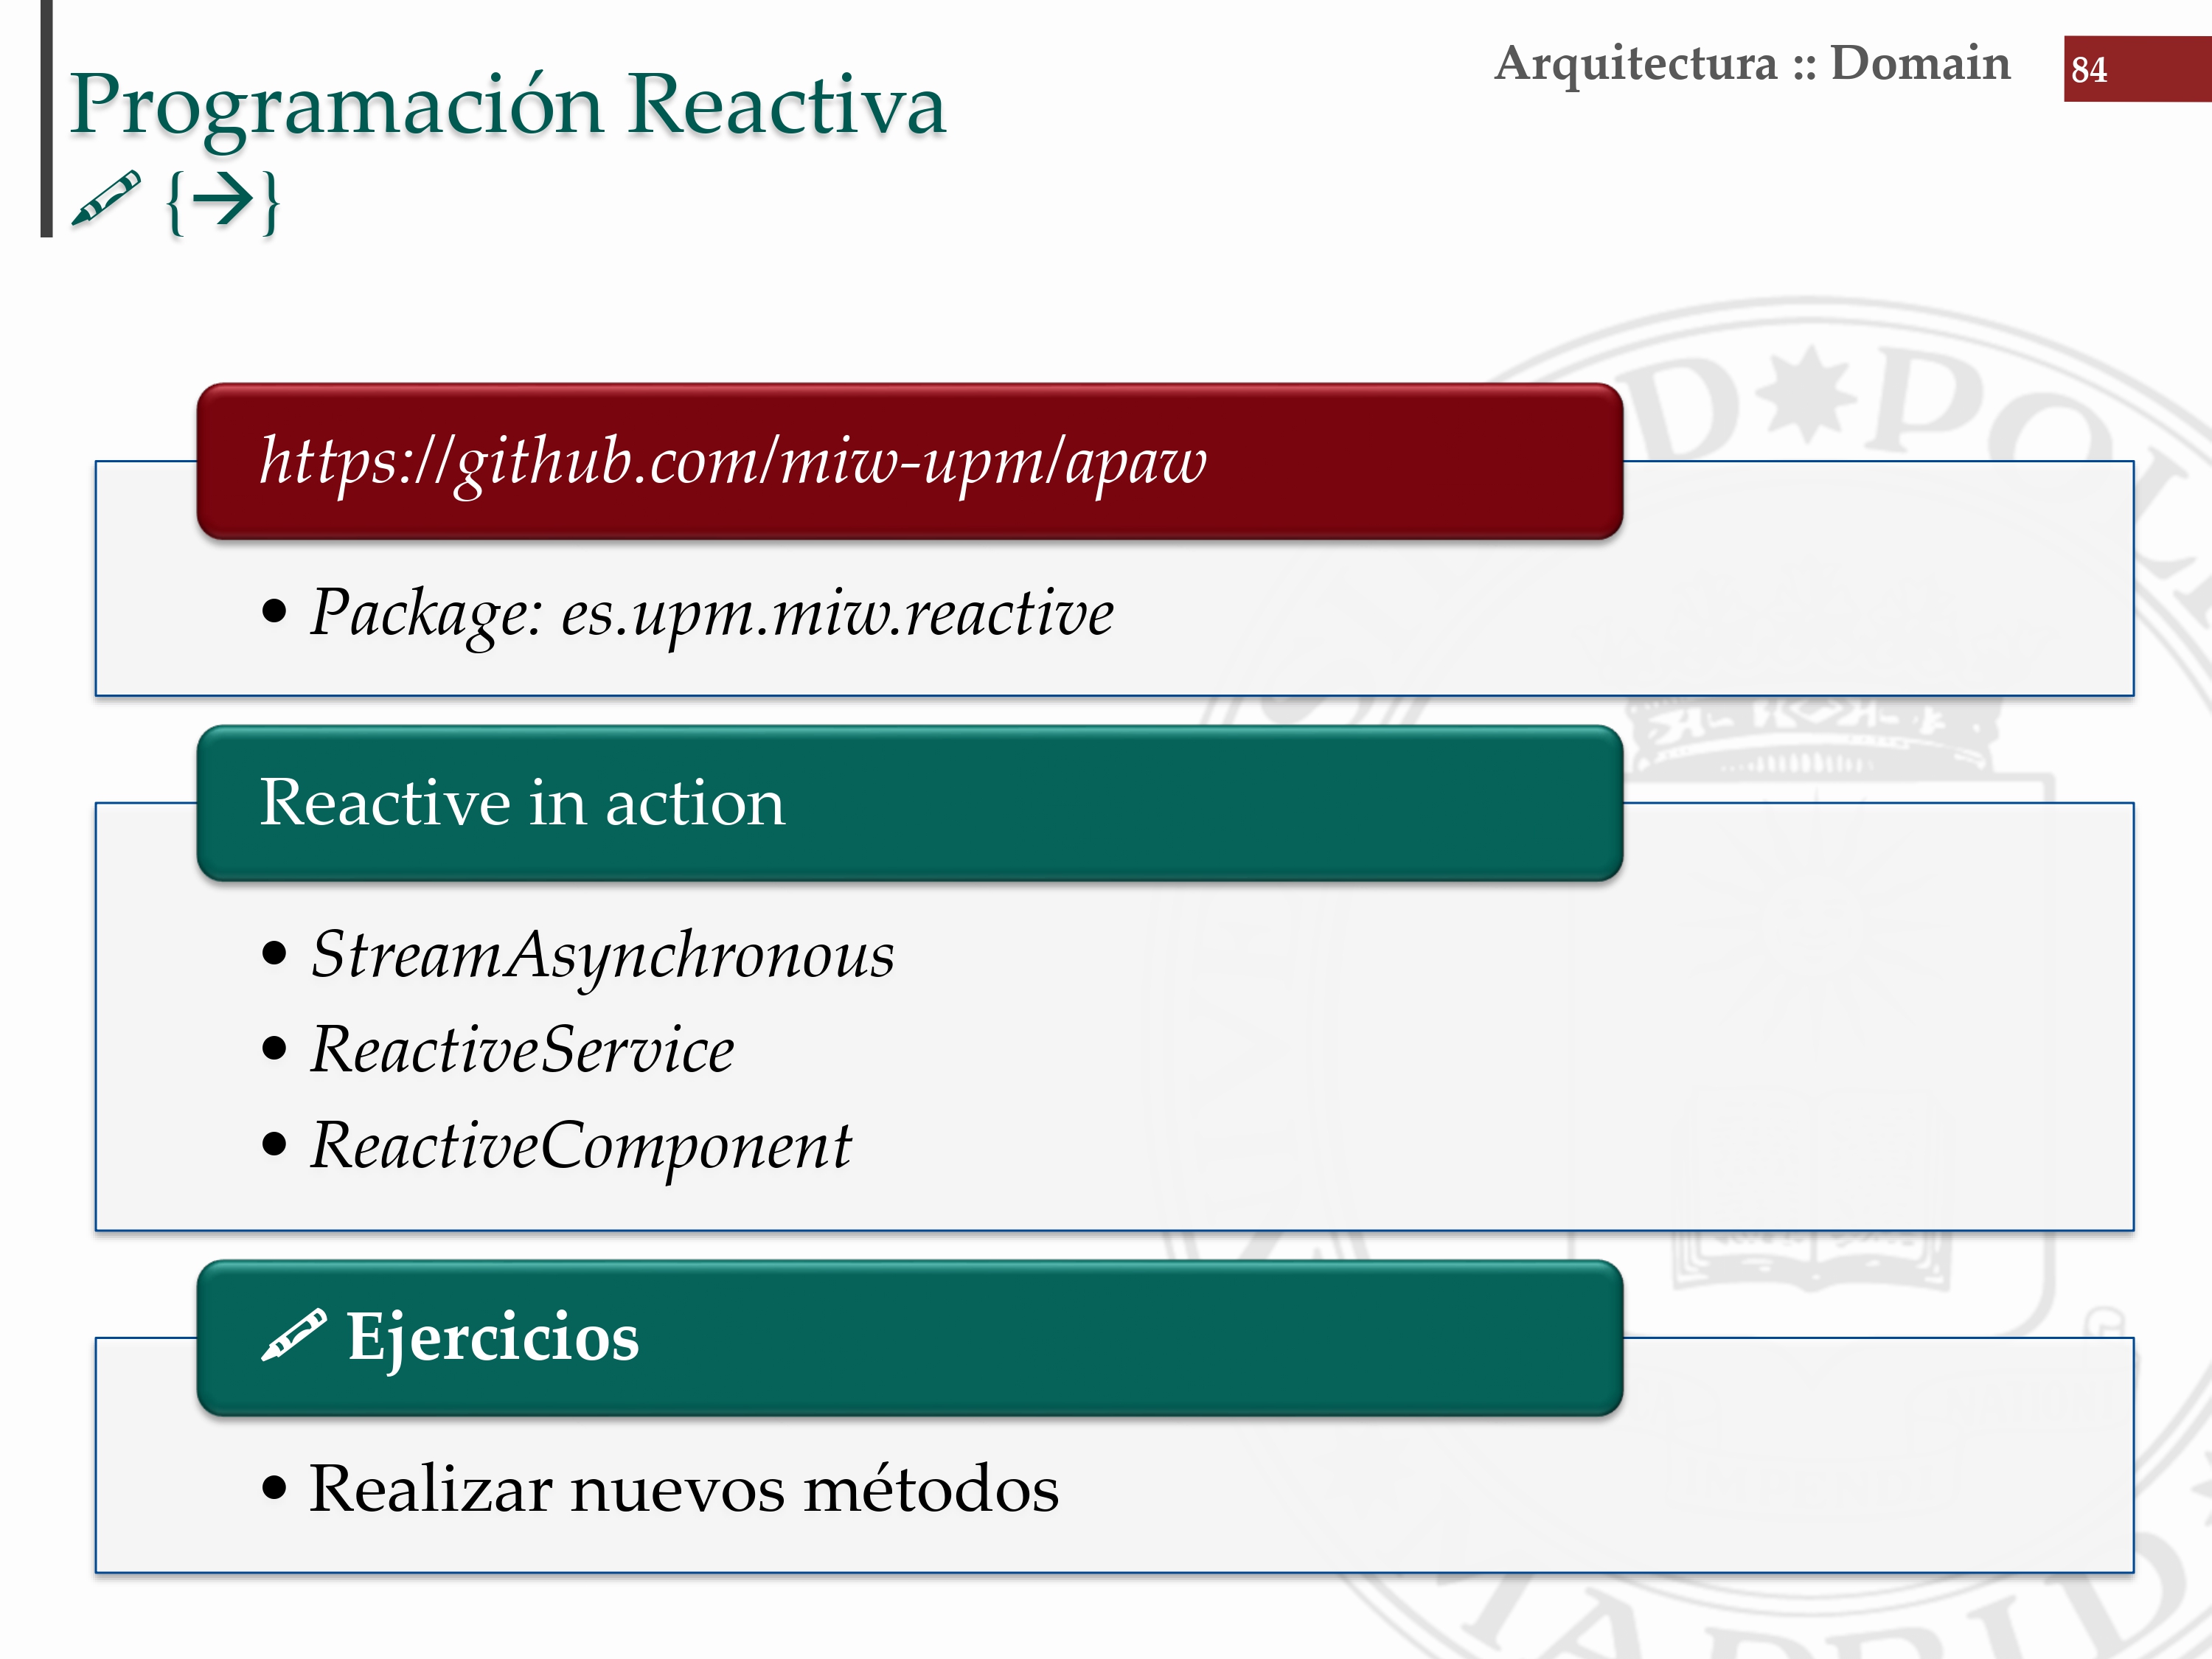 Arquitectura :: Domain
84
Programación Reactiva
{→}
https://github.com/miw-upm/apaw
• Package: es.upm.miw.reactive
Reactive in action
• StreamAsynchronous
• ReactiveService
• ReactiveComponent
Ejercicios
• Realizar nuevos métodos